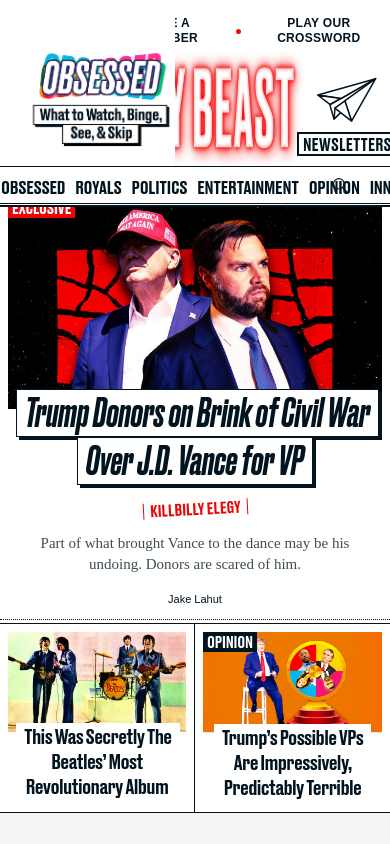 E A
BER
PLAY OUR
CROSSWORD
OBSESSED
What to Watch, Binge,
See, & Skip
Y BEAST
NEWSLETTERS
OBSESSED ROYALS POLITICS ENTERTAINMENT OPINION INN
EXCLUSIVE
AMERICA
AGAIN
Trump Donors on Brink of Civil War
Over J.D. Vance for VP
KILLBILLY ELEGY
Part of what brought Vance to the dance may be his
undoing. Donors are scared of him.
Jake Lahut
BEATLES
OPINION
This Was Secretly The
Beatles’ Most
Revolutionary Album
Trump’s Possible VPs
Are Impressively,
Predictably Terrible